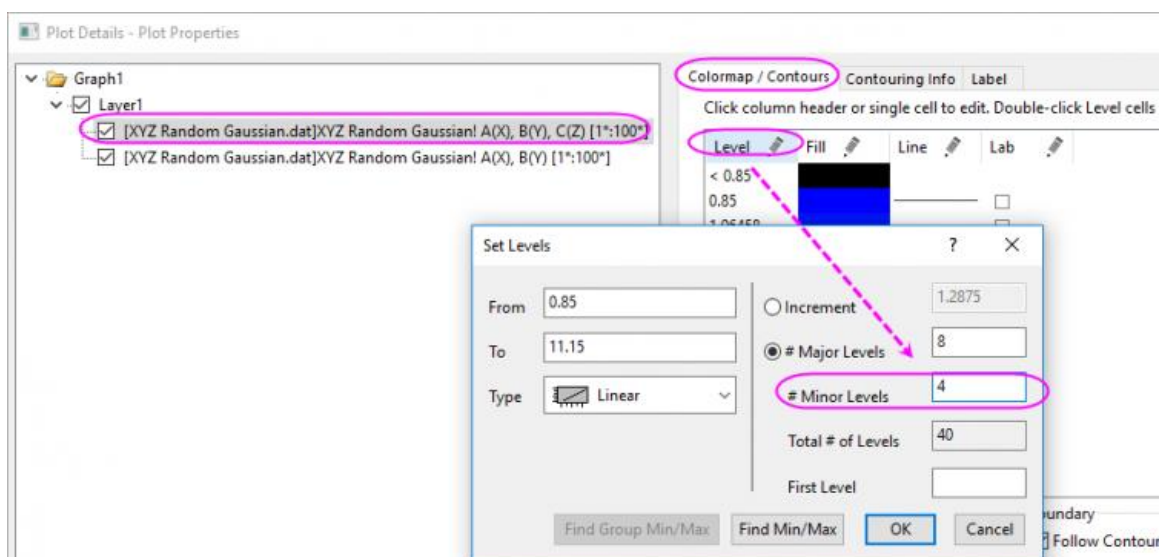 Plot Details - Plot Properties
Graph1
Layer1
[XYZ Random Gaussian.dat]XYZ Random Gaussian! A(X), B(Y), C(Z) [1*:100*]
[XYZ Random Gaussian.dat]XYZ Random Gaussian! A(X), B(Y) [1*:100*]
Colormap / Contours Contouring Info Label
Click column header or single cell to edit. Double-click Level cells
Level Fill Line Lab
< 0.85
0.85
1.06458
Set Levels ?
From 0.85
To 11.15
Type Linear
Increment 1.2875
# Major Levels 8
# Minor Levels 4
Total # of Levels 40
First Level
Find Group Min/Max Find Min/Max OK Cancel
Follow Contour